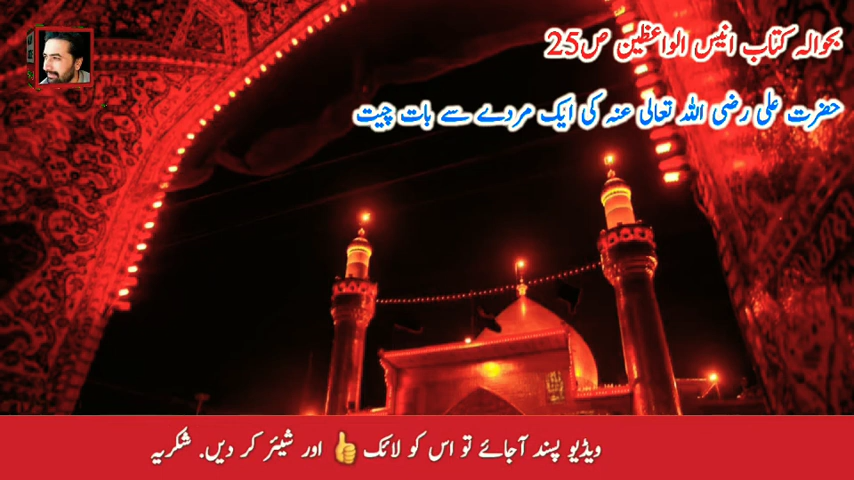 بحوالہ کتاب انیس الواعظین ص25
حضرت علی رضی اللہ تعالی عنہ کی ایک مردے سے بات چیت
ویڈیو پسند آجائے تو اس کو لائک 👍 اور شیئر کر دیں. شکریہ